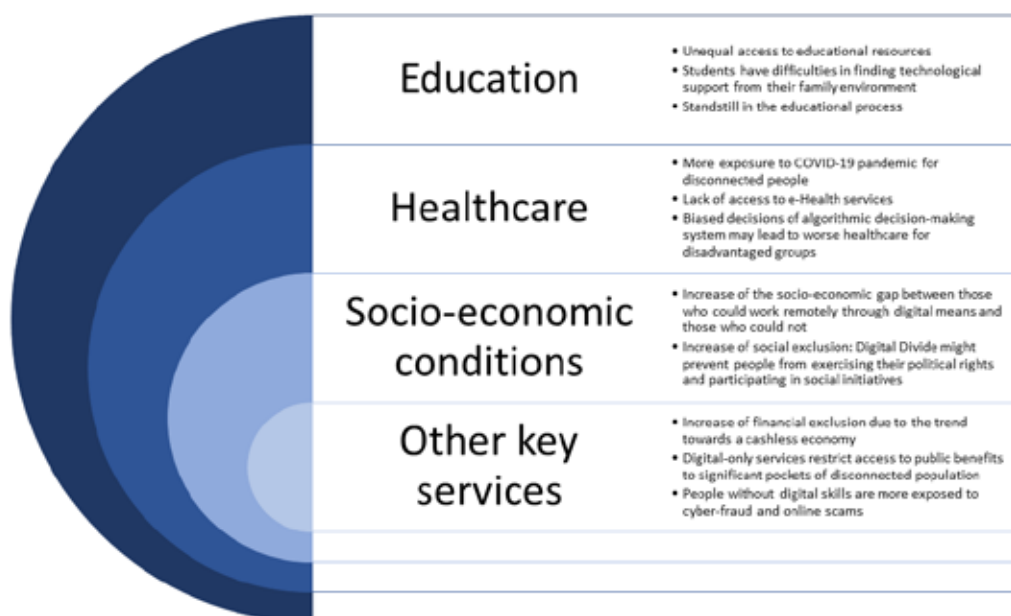 Education
• Unequal access to educational resources
• Students have difficulties in finding technological
support from their family environment
• Standstill in the educational process
Healthcare
• More exposure to COVID-19 pandemic for
disconnected people
• Lack of access to e-Health services
• Biased decisions of algorithmic decision-making
system may lead to worse healthcare for
disadvantaged groups
Socio-economic
conditions
• Increase of the socio-economic gap between those
who could work remotely through digital means and
those who could not
• Increase of social exclusion: Digital Divide might
prevent people from exercising their political rights
and participating in social initiatives
Other key
services
• Increase of financial exclusion due to the trend
towards a cashless economy
• Digital-only services restrict access to public benefits
to significant pockets of disconnected population
• People without digital skills are more exposed to
cyber-fraud and online scams